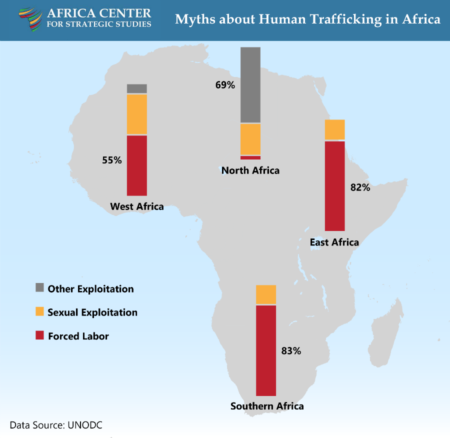 AFRICA CENTER
FOR STRATEGIC STUDIES
Myths about Human Trafficking in Africa
69%
55%
North Africa
82%
West Africa
East Africa
Other Exploitation
Sexual Exploitation
Forced Labor
83%
Southern Africa
Data Source: UNODC